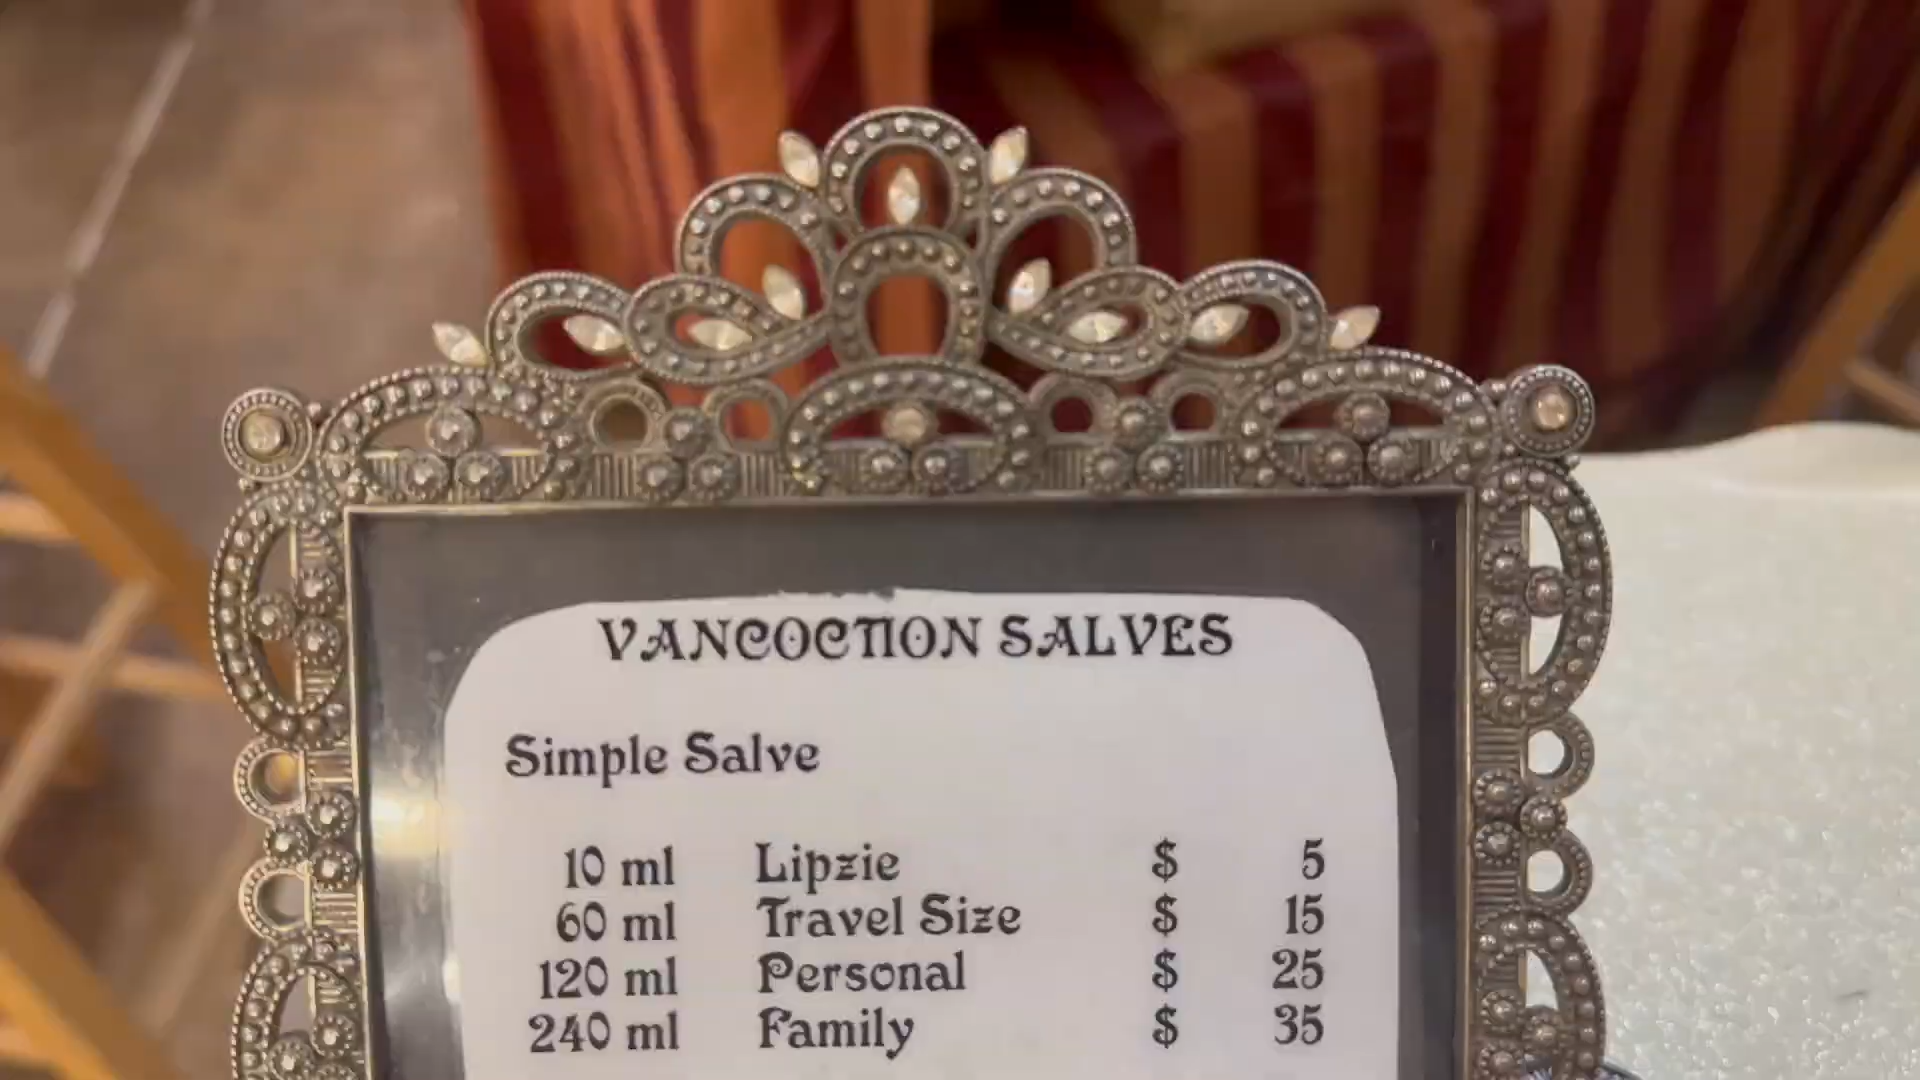 VANCOCTION SALVES
Simple Salve
10 ml Lipzie $ 5
60 ml Travel Size $ 15
120 ml Personal $ 25
240 ml Family $ 35